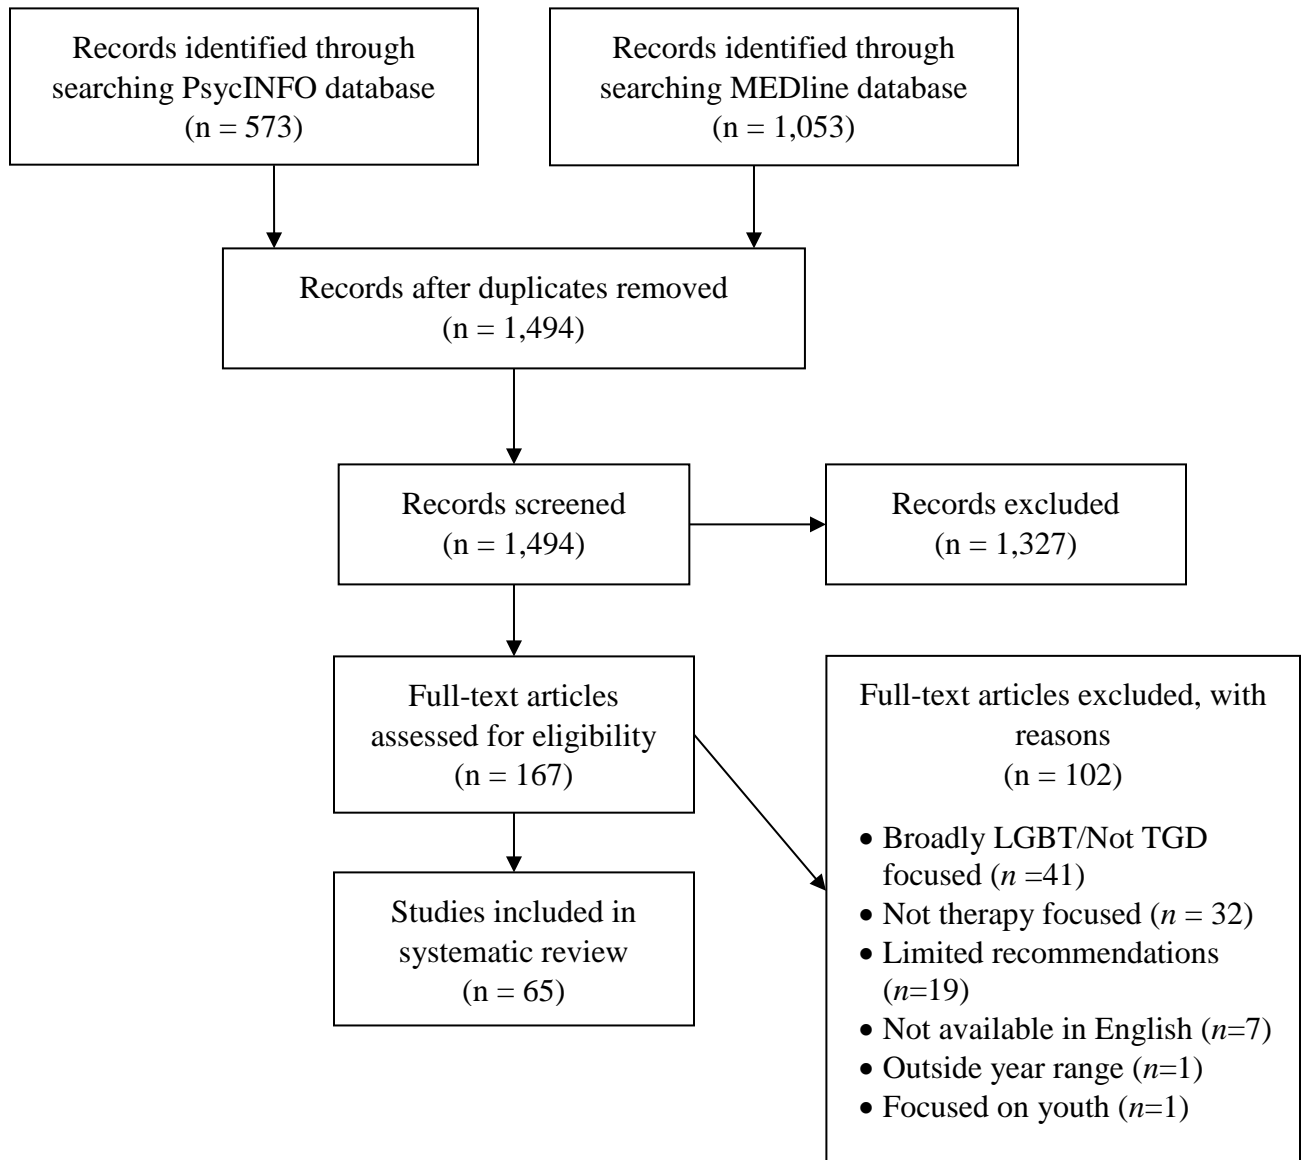 Records identified through
searching PsycINFO database
(n = 573)
Records identified through
searching MEDline database
(n = 1,053)
Records after duplicates removed
(n = 1,494)
Records screened
(n = 1,494)
Records excluded
(n = 1,327)
Full-text articles
assessed for eligibility
(n = 167)
Full-text articles excluded, with
reasons
(n = 102)
• Broadly LGBT/Not TGD
focused (n =41)
• Not therapy focused (n = 32)
• Limited recommendations
(n=19)
• Not available in English (n=7)
• Outside year range (n=1)
• Focused on youth (n=1)
Studies included in
systematic review
(n = 65)